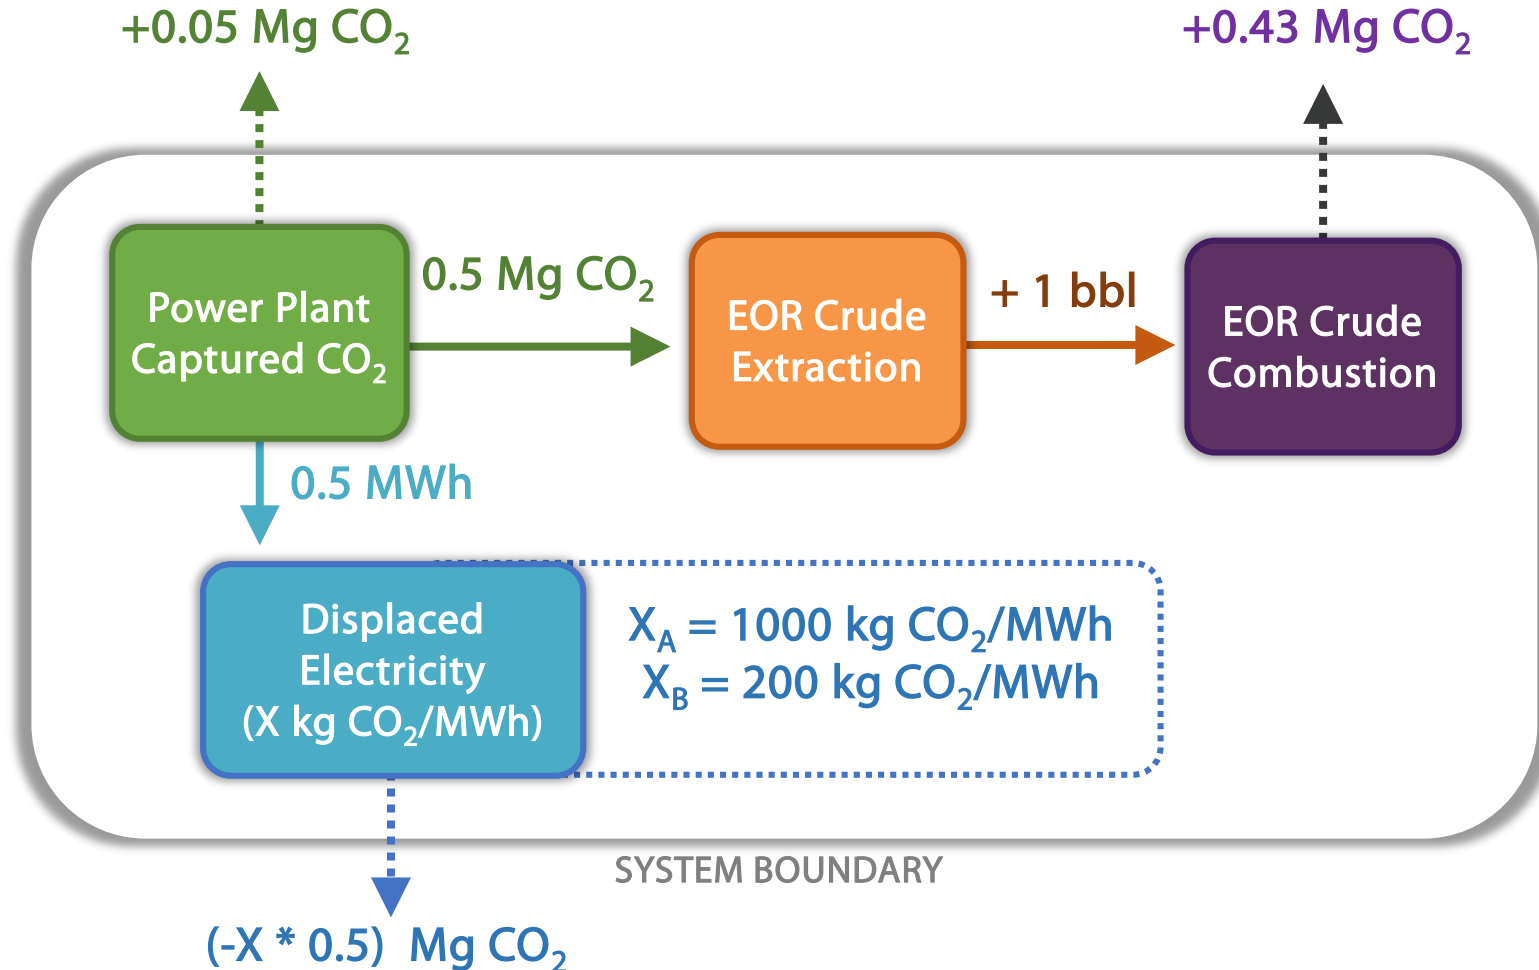 +0.05 Mg CO₂
+0.43 Mg CO₂
Power Plant
Captured CO₂
0.5 Mg CO₂
EOR Crude
Extraction
+ 1 bbl
EOR Crude
Combustion
0.5 MWh
Displaced
Electricity
(X kg CO₂/MWh)
X_A = 1000 kg CO₂/MWh
X_B = 200 kg CO₂/MWh
SYSTEM BOUNDARY
(-X * 0.5) Mg CO₂